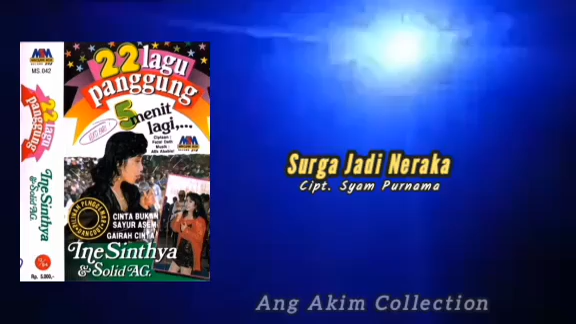 MS. 042
22 lagu
panggung
Ine Sinthya
& Solid AG.
Rp. 5.000,-
22 lagu
panggung
5 menit
lagi,...
CINTA BUKAN
SAYUR ASEM
GAIRAH CINTA
Ine Sinthya
& Solid AG.
Surga Jadi Neraka
Cipt. Syam Purnama
Ang Akim Collection